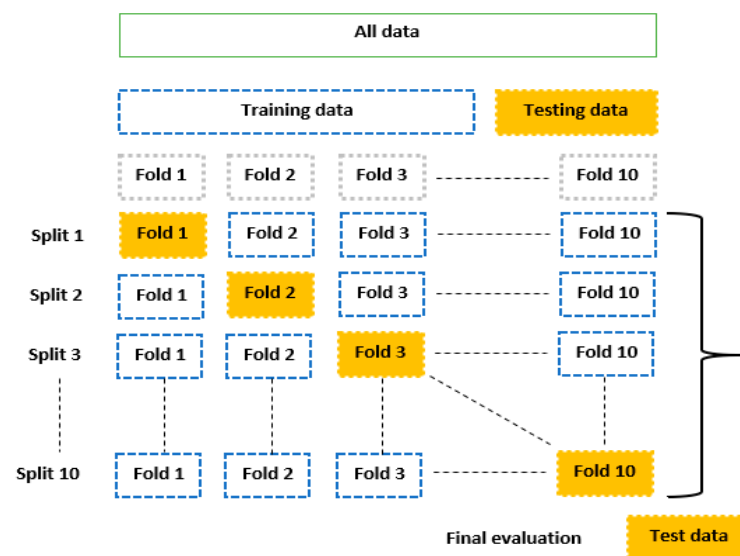 All data
Training data Testing data
Fold 1 Fold 2 Fold 3 Fold 10
Split 1 Fold 1 Fold 2 Fold 3 Fold 10
Split 2 Fold 1 Fold 2 Fold 3 Fold 10
Split 3 Fold 1 Fold 2 Fold 3 Fold 10
Split 10 Fold 1 Fold 2 Fold 3 Fold 10
Final evaluation Test data